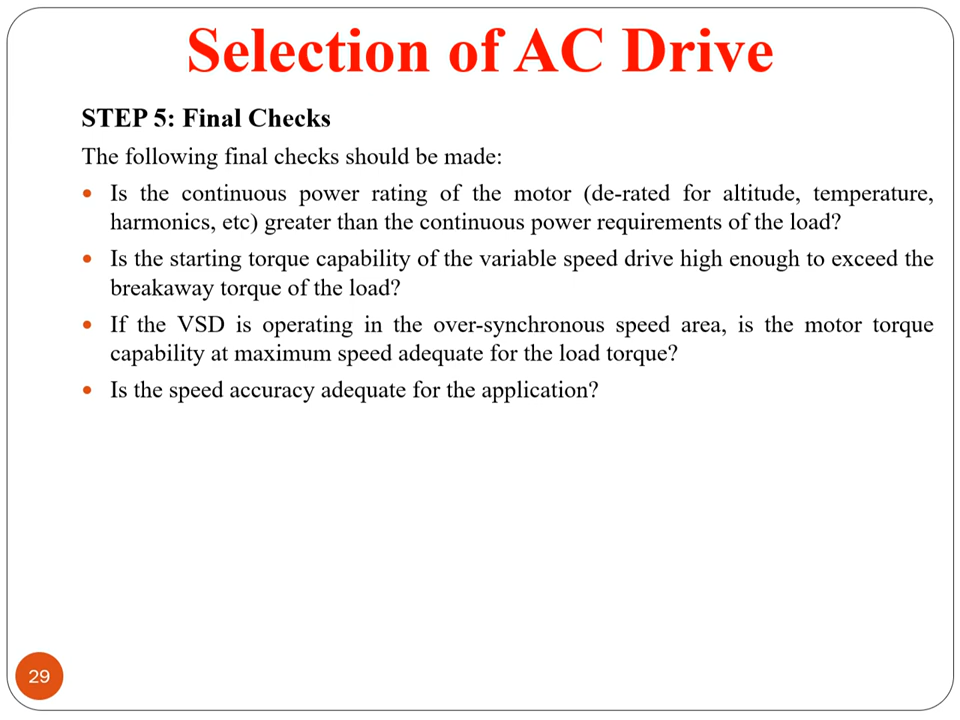 Selection of AC Drive
STEP 5: Final Checks
The following final checks should be made:
• Is the continuous power rating of the motor (de-rated for altitude, temperature,
harmonics, etc) greater than the continuous power requirements of the load?
• Is the starting torque capability of the variable speed drive high enough to exceed the
breakaway torque of the load?
• If the VSD is operating in the over-synchronous speed area, is the motor torque
capability at maximum speed adequate for the load torque?
• Is the speed accuracy adequate for the application?
29